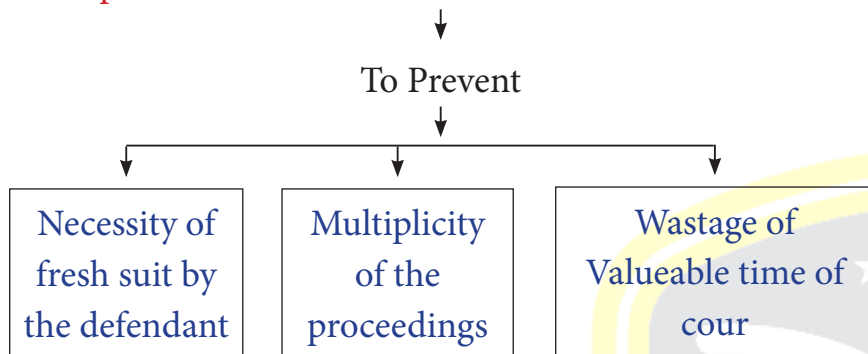 To Prevent
Necessity of
fresh suit by
the defendant
Multiplicity
of the
proceedings
Wastage of
Valueable time of
cour